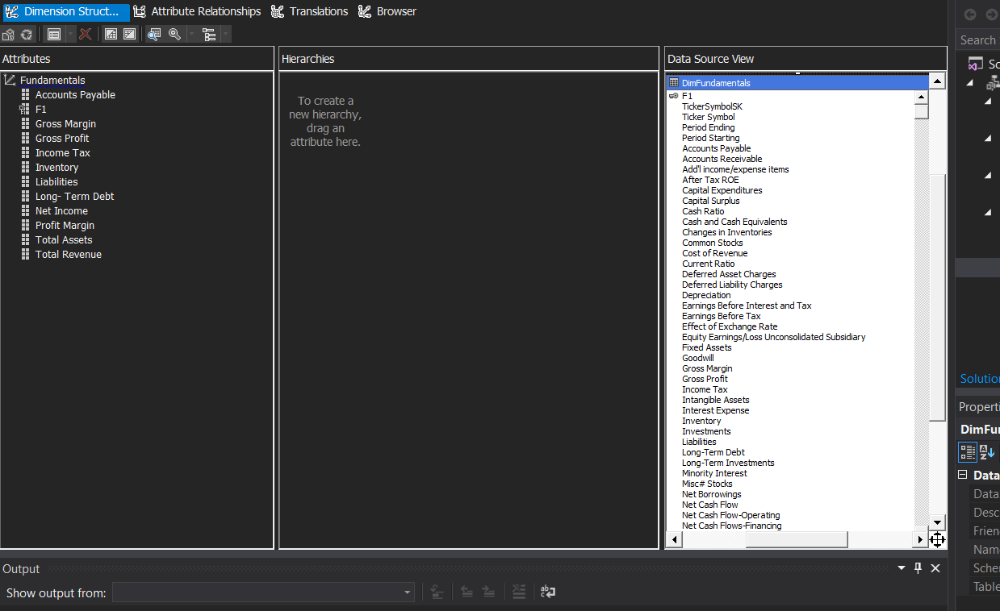 Dimension Struct...
Attribute Relationships
Translations
Browser
Attributes
Fundamentals
Accounts Payable
F1
Gross Margin
Gross Profit
Income Tax
Inventory
Liabilities
Long- Term Debt
Net Income
Profit Margin
Total Assets
Total Revenue
Hierarchies
To create a
new hierarchy,
drag an
attribute here.
Data Source View
DimFundamentals
F1
TickerSymbolSK
Ticker Symbol
Period Ending
Period Starting
Accounts Payable
Accounts Receivable
Add'l income/expense items
After Tax ROE
Capital Expenditures
Capital Surplus
Cash Ratio
Cash and Cash Equivalents
Changes in Inventories
Common Stocks
Cost of Revenue
Current Ratio
Deferred Asset Charges
Deferred Liability Charges
Depreciation
Earnings Before Interest and Tax
Earnings Before Tax
Effect of Exchange Rate
Equity Earnings/Loss Unconsolidated Subsidiary
Fixed Assets
Goodwill
Gross Margin
Gross Profit
Income Tax
Intangible Assets
Interest Expense
Inventory
Investments
Liabilities
Long-Term Debt
Long-Term Investments
Minority Interest
Misc# Stocks
Net Borrowings
Net Cash Flow
Net Cash Flow-Operating
Net Cash Flows-Financing
Search
So
Solutio
Properti
DimFu
Data
Data
Desc
Frien
Nam
Sche
Table
Output
Show output from: